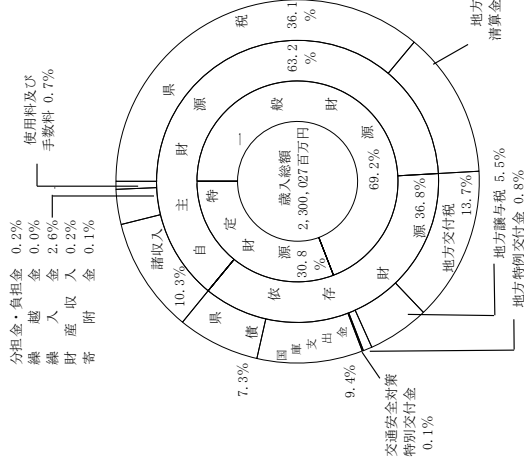 分担金・負担金 0.2%
繰越金 0.0%
繰入金 2.6%
財産収入 0.2%
寄附金 0.1%
使用料及び
手数料 0.7%
諸収入
10.3%
県税
36.1
%
自主財源
63.2
%
特定財源
30.8
%
一般財源
69.2%
歳入総額
2,300,027百万円
依存財源 36.8%
県債
7.3%
国庫支出金
9.4%
交通安全対策
特別交付金
0.1%
地方交付税
13.7%
地方譲与税 5.5%
地方特例交付金 0.8%
地方
清算金